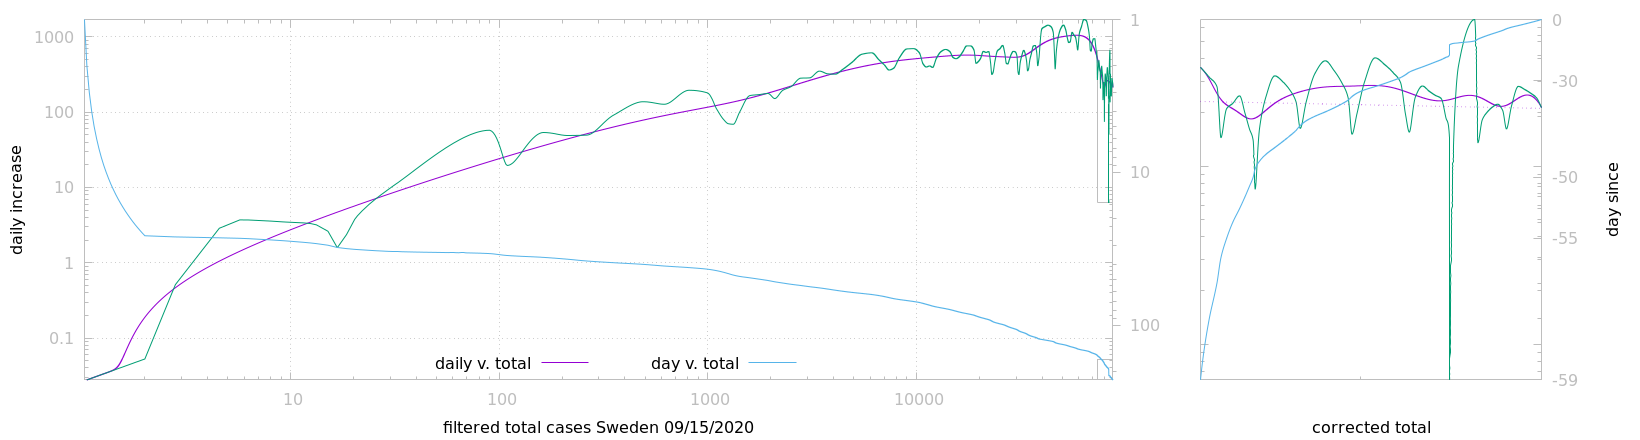 daily increase
1000
100
10
1
0.1
10
100
1000
10000
1
10
100
daily v. total
day v. total
filtered total cases Sweden 09/15/2020
0
-30
-50
-55
-59
day since
corrected total